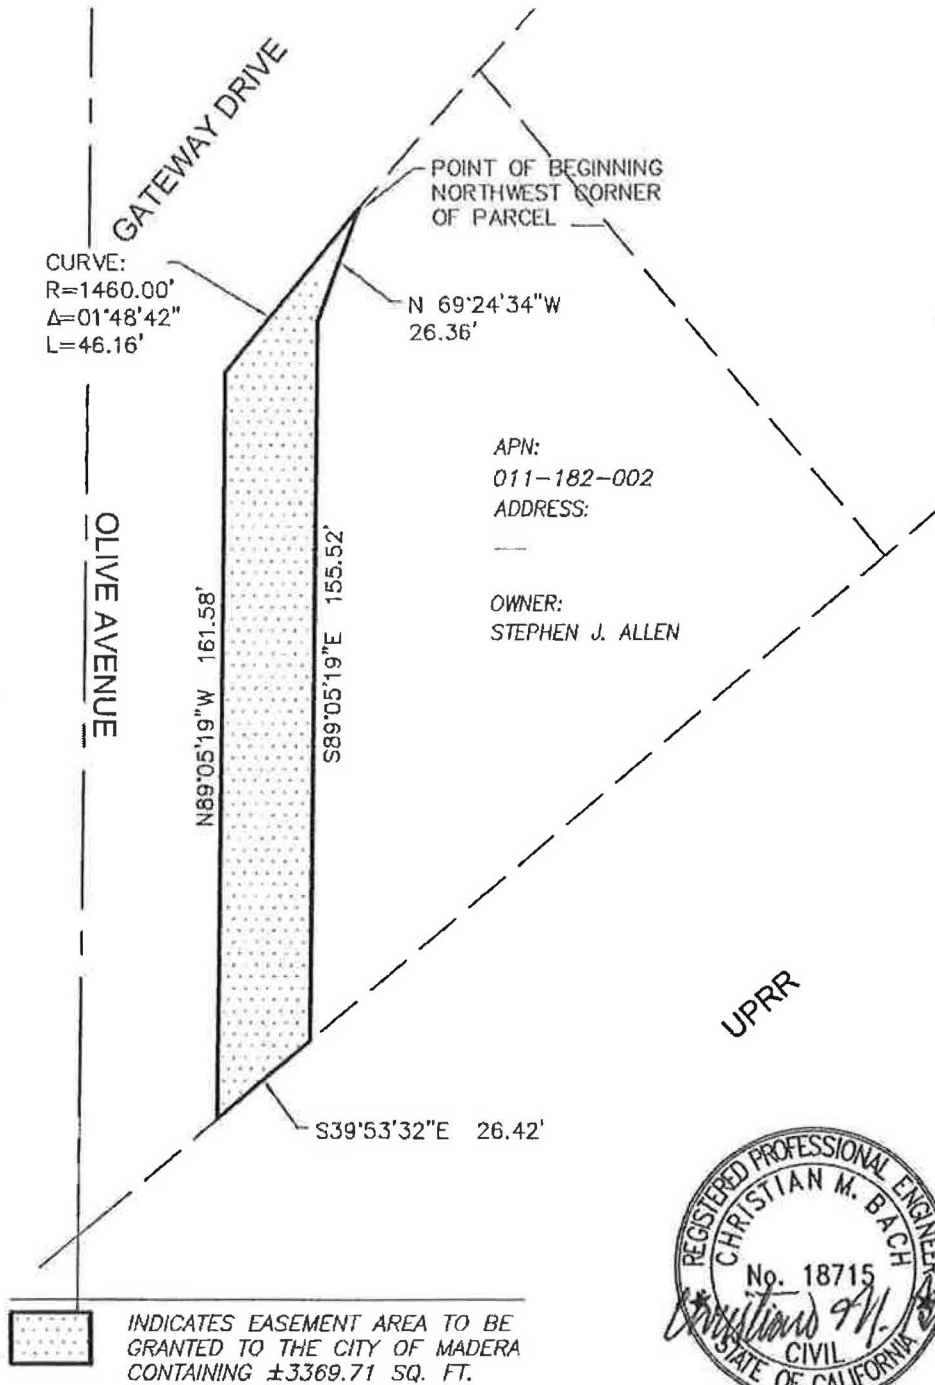 GATEWAY DRIVE
POINT OF BEGINNING
NORTHWEST CORNER
OF PARCEL
CURVE:
R=1460.00'
Δ=01°48'42"
L=46.16'
N 69°24'34"W
26.36'
APN:
011-182-002
ADDRESS:
OWNER:
STEPHEN J. ALLEN
OLIVE AVENUE
N89°05'19"W 161.58'
S89°05'19"E 155.52'
UPRR
S39°53'32"E 26.42'
REGISTERED PROFESSIONAL ENGINEER
CHRISTIAN M. BACH
No. 18715
Christian M.
CIVIL
STATE OF CALIFORNIA
INDICATES EASEMENT AREA TO BE
GRANTED TO THE CITY OF MADERA
CONTAINING ±3369.71 SQ. FT.